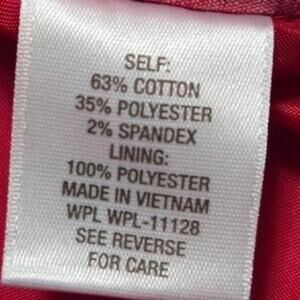 SELF:
63% COTTON
35% POLYESTER
2% SPANDEX
LINING:
100% POLYESTER
MADE IN VIETNAM
WPL WPL-11128
SEE REVERSE
FOR CARE